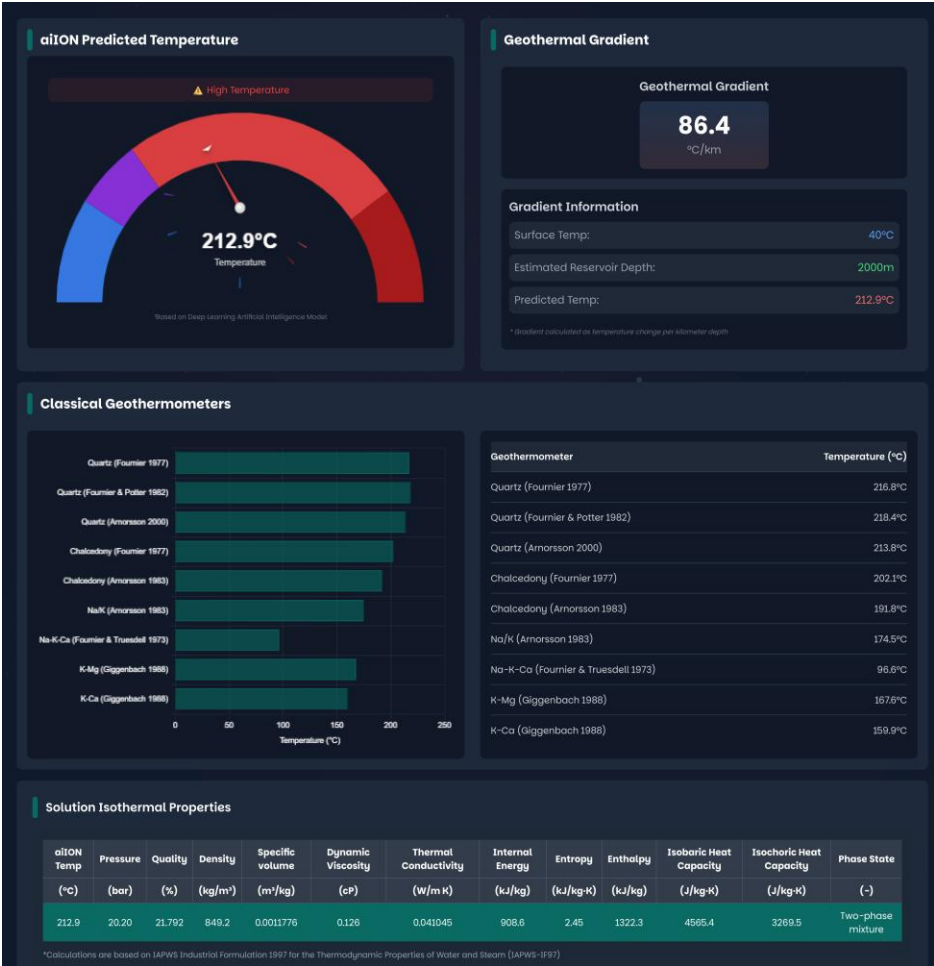 aiION Predicted Temperature
⚠ High Temperature
212.9°C
Temperature
*Based on Deep Learning Artificial Intelligence Model
Geothermal Gradient
Geothermal Gradient
86.4
°C/km
Gradient Information
Surface Temp: 40°C
Estimated Reservoir Depth: 2000m
Predicted Temp: 212.9°C
* Gradient calculated as temperature change per kilometer depth
Classical Geothermometers
Quartz (Fournier 1977)
Quartz (Fournier & Potter 1982)
Quartz (Arnorsson 2000)
Chalcedony (Fournier 1977)
Chalcedony (Arnorsson 1983)
Na/K (Arnorsson 1983)
Na-K-Ca (Fournier & Truesdell 1973)
K-Mg (Giggenbach 1988)
K-Ca (Giggenbach 1988)
0 50 100 150 200 250
Temperature (°C)
Geothermometer Temperature (°C)
Quartz (Fournier 1977) 216.8°C
Quartz (Fournier & Potter 1982) 218.4°C
Quartz (Arnorsson 2000) 213.8°C
Chalcedony (Fournier 1977) 202.1°C
Chalcedony (Arnorsson 1983) 191.8°C
Na/K (Arnorsson 1983) 174.5°C
Na-K-Ca (Fournier & Truesdell 1973) 96.6°C
K-Mg (Giggenbach 1988) 167.6°C
K-Ca (Giggenbach 1988) 159.9°C
Solution Isothermal Properties
aiION Temp Pressure Quality Density Specific volume Dynamic Viscosity Thermal Conductivity Internal Energy Entropy Enthalpy Isobaric Heat Capacity Isochoric Heat Capacity Phase State
(°C) (bar) (%) (kg/m³) (m³/kg) (cP) (W/m K) (kJ/kg) (kJ/kg·K) (kJ/kg) (J/kg·K) (J/kg·K) (-)
212.9 20.20 21.792 849.2 0.0011776 0.126 0.041045 908.6 2.45 1322.3 4565.4 3269.5 Two-phase mixture
*Calculations are based on IAPWS Industrial Formulation 1997 for the Thermodynamic Properties of Water and Steam (IAPWS-IF97)